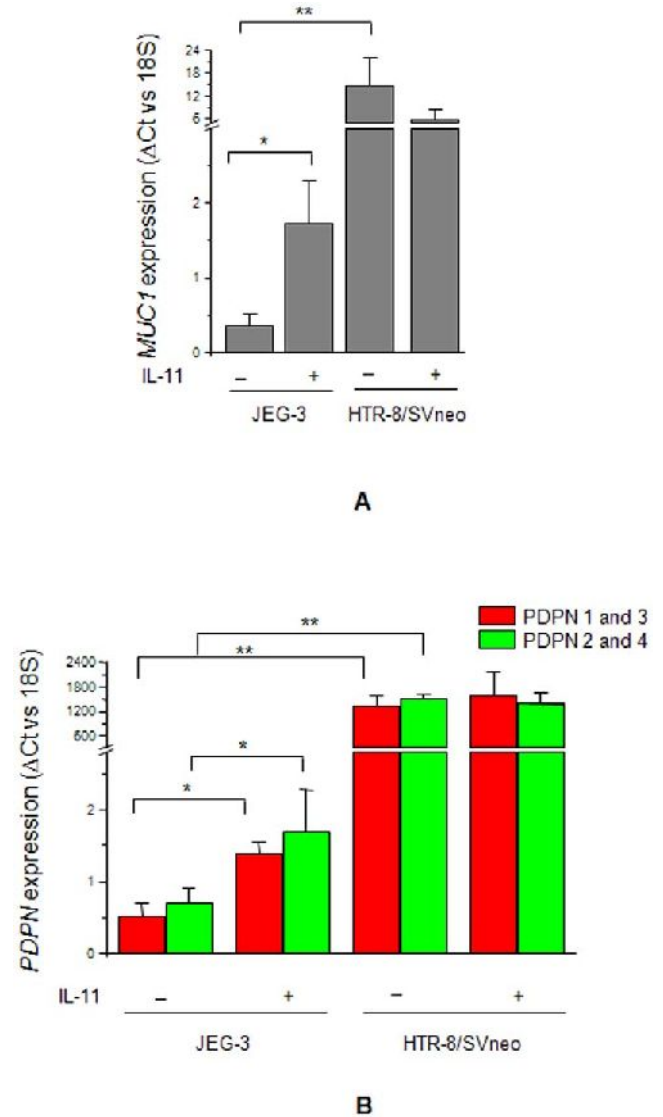 **
24
18
12
6
*
2
1
0
MUC1 expression (ΔCt vs 18S)
IL-11 – + – +
JEG-3 HTR-8/SVneo
A
PDPN 1 and 3
PDPN 2 and 4
**
**
2400
1800
1200
600
*
*
2
1
0
PDPN expression (ΔCt vs 18S)
IL-11 – + – +
JEG-3 HTR-8/SVneo
B